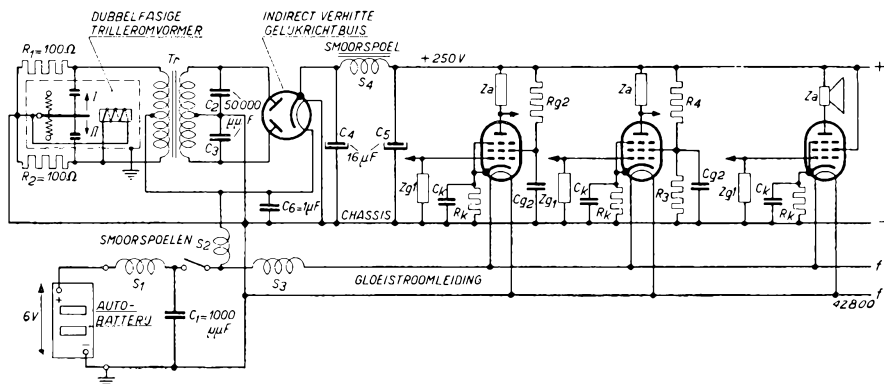 DUBBELFASIGE
TRILLEROMVORMER
INDIRECT VERHITTE
GELIJKRICHTBUIS
SMOORSPOEL
S4
+250V
+
R1=100Ω
Tr
I
II
C2
50000
μμF
C3
C4
16μF
C5
R2=100Ω
C6=1μF
CHASSIS
-
Za
Rg2
Zg1
Ck
Rk
Cg2
Za
R4
Zg1
Ck
Rk
R3
Cg2
Za
Zg1
Ck
Rk
SMOORSPOELEN
S2
S1
S3
GLOEISTROOMLEIDING
f
f
6V
+
AUTO-
BATTERIJ
-
C1=1000
μμF
42800